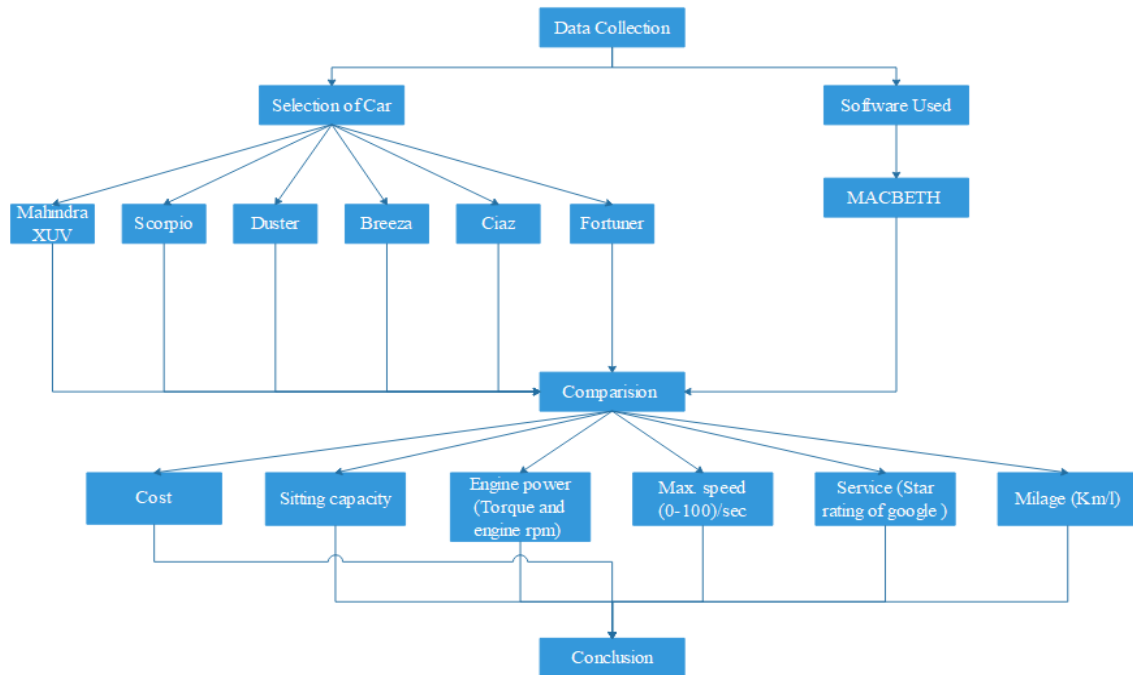 Data Collection
Selection of Car
Software Used
Mahindra
XUV
Scorpio
Duster
Breeza
Ciaz
Fortuner
MACBETH
Comparision
Cost
Sitting capacity
Engine power
(Torque and
engine rpm)
Max. speed
(0-100)/sec
Service (Star
rating of google )
Milage (Km/l)
Conclusion